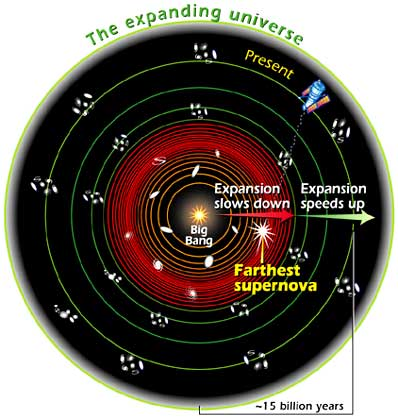 The expanding universe
Present
Expansion
slows down
Expansion
speeds up
Big
Bang
Farthest
supernova
~15 billion years